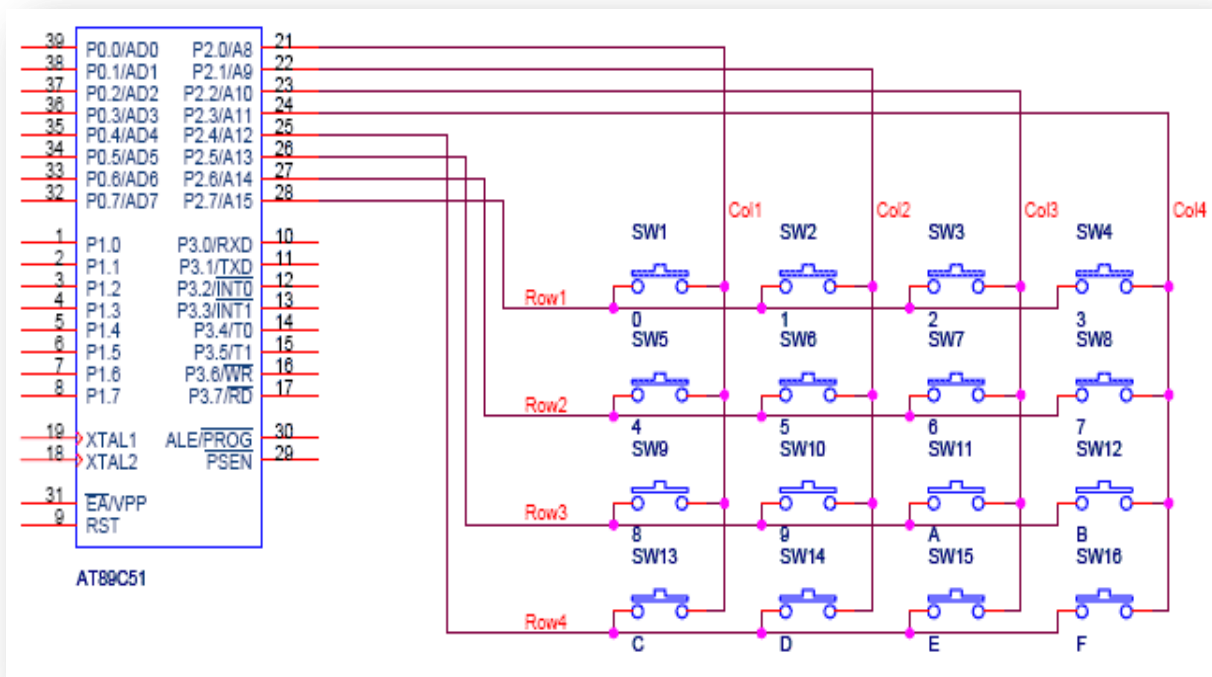 39 P0.0/AD0 P2.0/A8 21
38 P0.1/AD1 P2.1/A9 22
37 P0.2/AD2 P2.2/A10 23
36 P0.3/AD3 P2.3/A11 24
35 P0.4/AD4 P2.4/A12 25
34 P0.5/AD5 P2.5/A13 26
33 P0.6/AD6 P2.6/A14 27
32 P0.7/AD7 P2.7/A15 28
1 P1.0 P3.0/RXD 10
2 P1.1 P3.1/TXD 11
3 P1.2 P3.2/INT0 12
4 P1.3 P3.3/INT1 13
5 P1.4 P3.4/T0 14
6 P1.5 P3.5/T1 15
7 P1.6 P3.6/WR 16
8 P1.7 P3.7/RD 17
19 XTAL1 ALE/PROG 30
18 XTAL2 PSEN 29
31 EA/VPP
9 RST
AT89C51
Col1 Col2 Col3 Col4
SW1 SW2 SW3 SW4
Row1
0 1 2 3
SW5 SW6 SW7 SW8
Row2
4 5 6 7
SW9 SW10 SW11 SW12
Row3
8 9 A B
SW13 SW14 SW15 SW16
Row4
C D E F